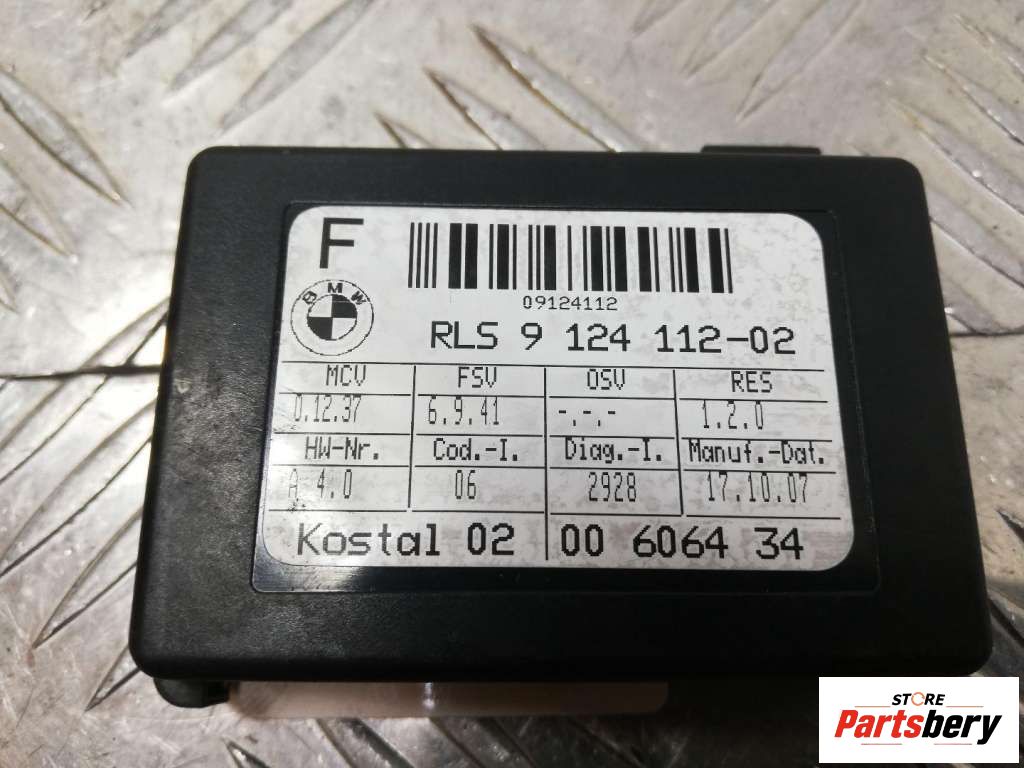 F
09124112
BMW
RLS 9 124 112-02
MCV FSV OSV RES
0.12.37 6.9.41 -.-.- 1.2.0
HW-Nr. Cod.-I. Diag.-I. Manuf.-Dat.
A 4.0 06 2928 17.10.07
Kostal 02 00 6064 34
STORE
Partsbery